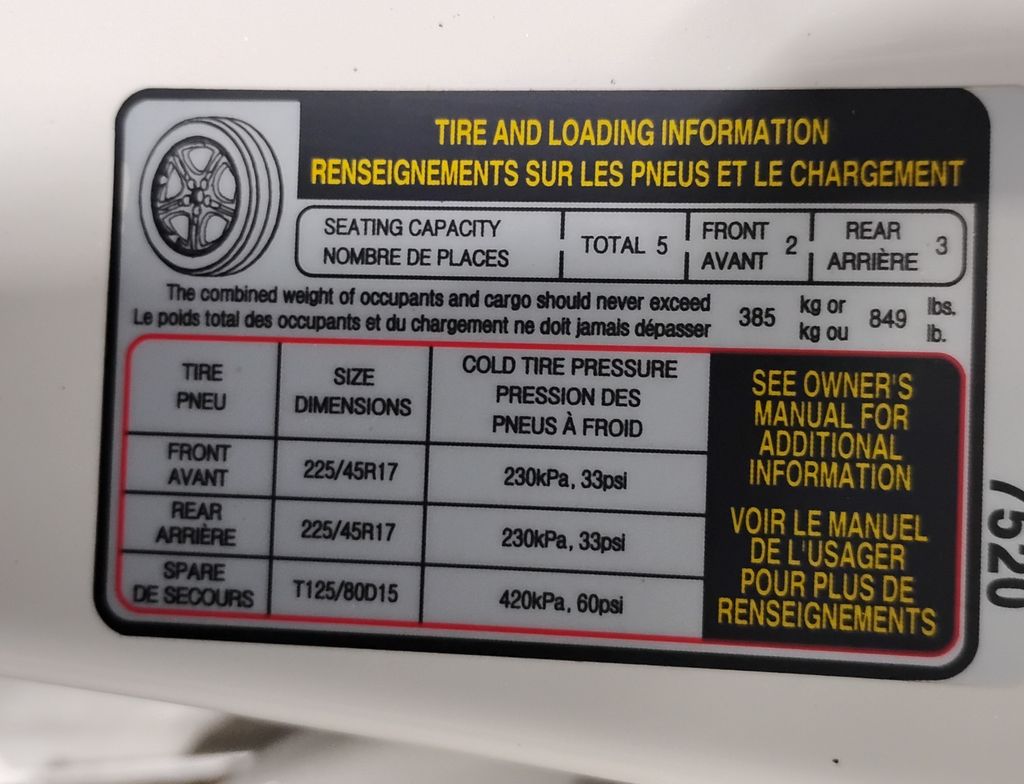 TIRE AND LOADING INFORMATION
RENSEIGNEMENTS SUR LES PNEUS ET LE CHARGEMENT
SEATING CAPACITY
NOMBRE DE PLACES
TOTAL 5
FRONT
AVANT 2
REAR
ARRIÈRE 3
The combined weight of occupants and cargo should never exceed 385 kg or 849 lbs.
Le poids total des occupants et du chargement ne doit jamais dépasser kg ou lb.
TIRE
PNEU
SIZE
DIMENSIONS
COLD TIRE PRESSURE
PRESSION DES
PNEUS À FROID
FRONT
AVANT
225/45R17
230kPa, 33psi
REAR
ARRIÈRE
225/45R17
230kPa, 33psi
SPARE
DE SECOURS
T125/80D15
420kPa, 60psi
SEE OWNER'S
MANUAL FOR
ADDITIONAL
INFORMATION
VOIR LE MANUEL
DE L'USAGER
POUR PLUS DE
RENSEIGNEMENTS
7520